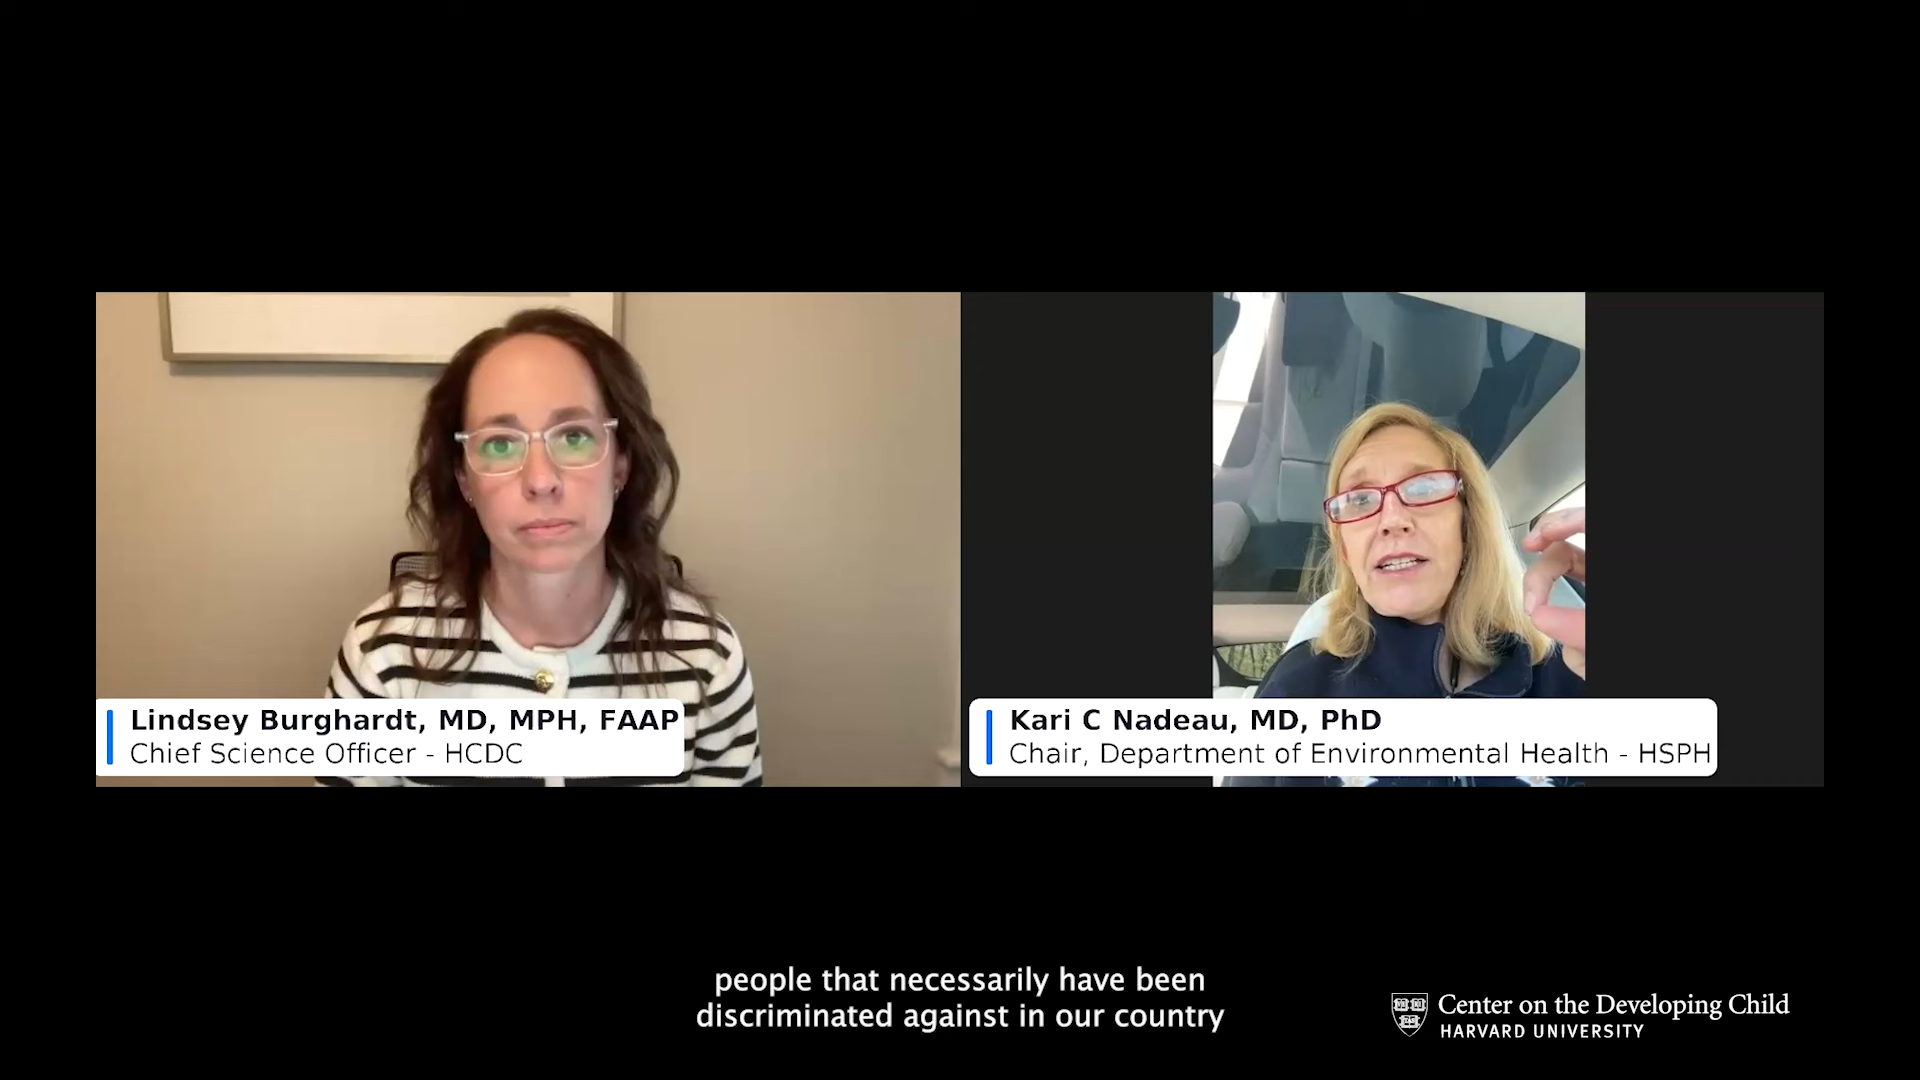 Lindsey Burghardt, MD, MPH, FAAP
Chief Science Officer - HCDC
Kari C Nadeau, MD, PhD
Chair, Department of Environmental Health - HSPH
people that necessarily have been
discriminated against in our country
Center on the Developing Child
HARVARD UNIVERSITY